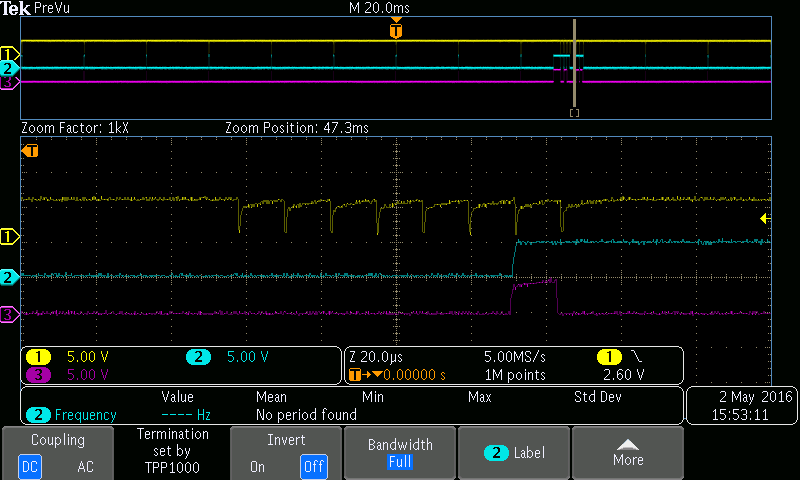 Tek PreVu M 20.0ms
T
1
2
3
[ ]
Zoom Factor: 1kX Zoom Position: 47.3ms
T
1
2
3
1 5.00 V 2 5.00 V
3 5.00 V
Z 20.0µs 5.00MS/s 1
T 0.00000 s 1M points 2.60 V
Value Mean Min Max Std Dev
2 Frequency ---- Hz No period found
2 May 2016
15:53:11
Coupling
DC AC
Termination
set by
TPP1000
Invert
On Off
Bandwidth
Full
2 Label
More